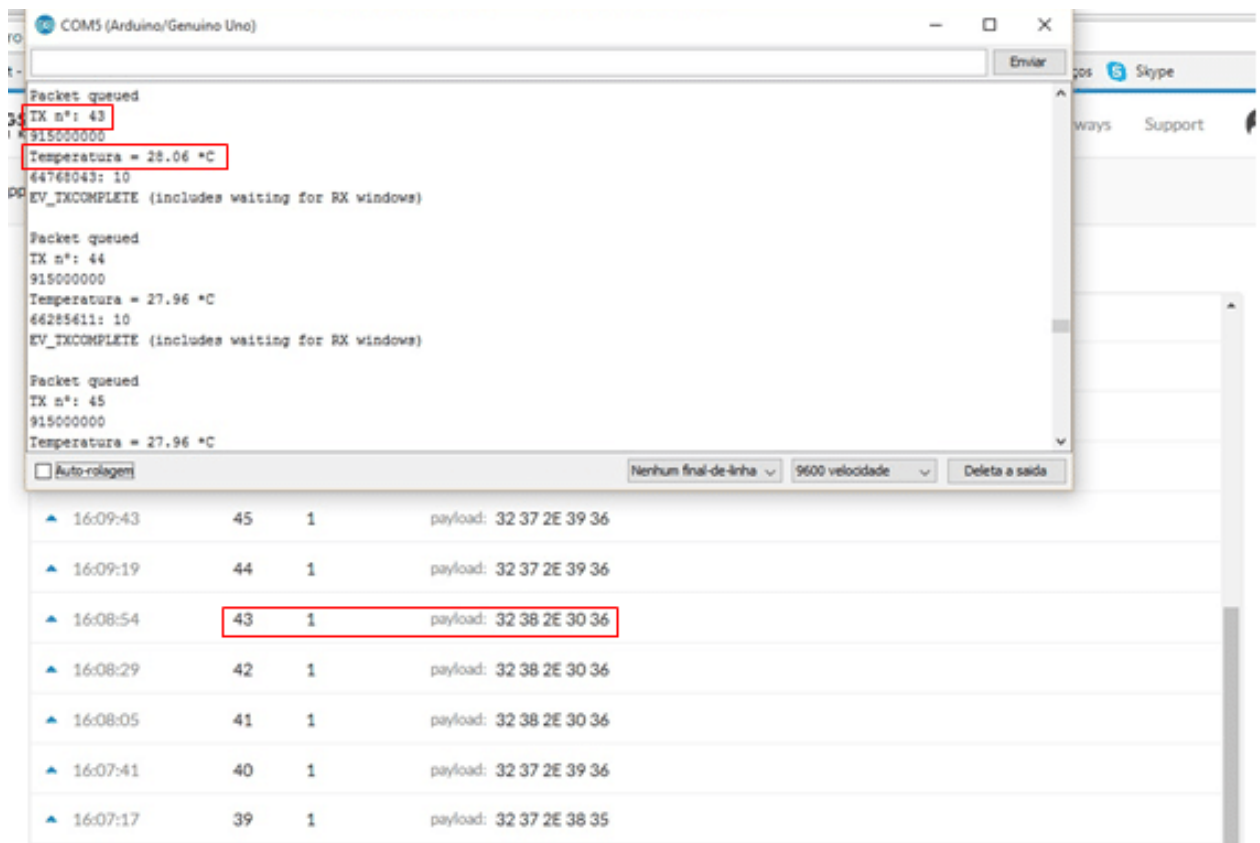 COM5 (Arduino/Genuino Uno)
Enviar
Skype
Packet queued
TX n°: 43
915000000
Temperatura = 28.06 *C
64768043: 10
EV_TXCOMPLETE (includes waiting for RX windows)
Packet queued
TX n°: 44
915000000
Temperatura = 27.96 *C
66285611: 10
EV_TXCOMPLETE (includes waiting for RX windows)
Packet queued
TX n°: 45
915000000
Temperatura = 27.96 *C
ways Support
Auto-rolagem Nenhum final-de-linha 9600 velocidade Deleta a saida
16:09:43 45 1 payload: 32 37 2E 39 36
16:09:19 44 1 payload: 32 37 2E 39 36
16:08:54 43 1 payload: 32 38 2E 30 36
16:08:29 42 1 payload: 32 38 2E 30 36
16:08:05 41 1 payload: 32 38 2E 30 36
16:07:41 40 1 payload: 32 37 2E 39 36
16:07:17 39 1 payload: 32 37 2E 38 35